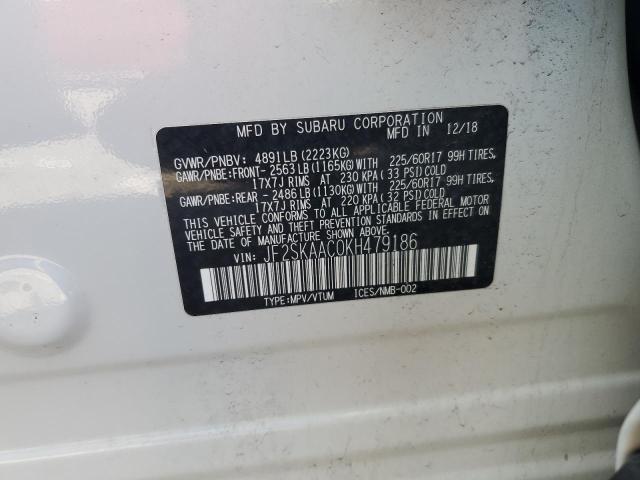 MFD BY SUBARU CORPORATION
MFD IN 12/18
GVWR/PNBV: 4891LB (2223KG)
GAWR/PNBE:FRONT- 2563LB(1165KG)WITH 225/60R17 99H TIRES,
17X7J RIMS AT 230 KPA (33 PSI)COLD
GAWR/PNBE:REAR - 2486LB(1130KG)WITH 225/60R17 99H TIRES,
17X7J RIMS AT 220 KPA (32 PSI)COLD
THIS VEHICLE CONFORMS TO ALL APPLICABLE FEDERAL MOTOR
VEHICLE SAFETY AND THEFT PREVENTION STANDARDS IN EFFECT
ON THE DATE OF MANUFACTURE SHOWN ABOVE.
VIN: JF2SKAAC0KH479186
TYPE:MPV/VTUM ICES/NMB-002